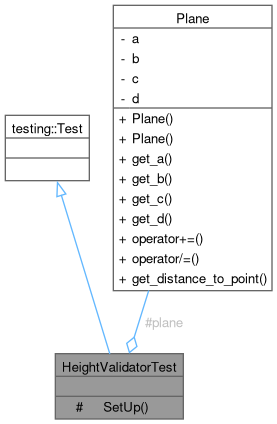 Plane
- a
- b
- c
- d
+ Plane()
+ Plane()
+ get_a()
+ get_b()
+ get_c()
+ get_d()
+ operator+=()
+ operator/=()
+ get_distance_to_point()
testing::Test
#plane
HeightValidatorTest
# SetUp()